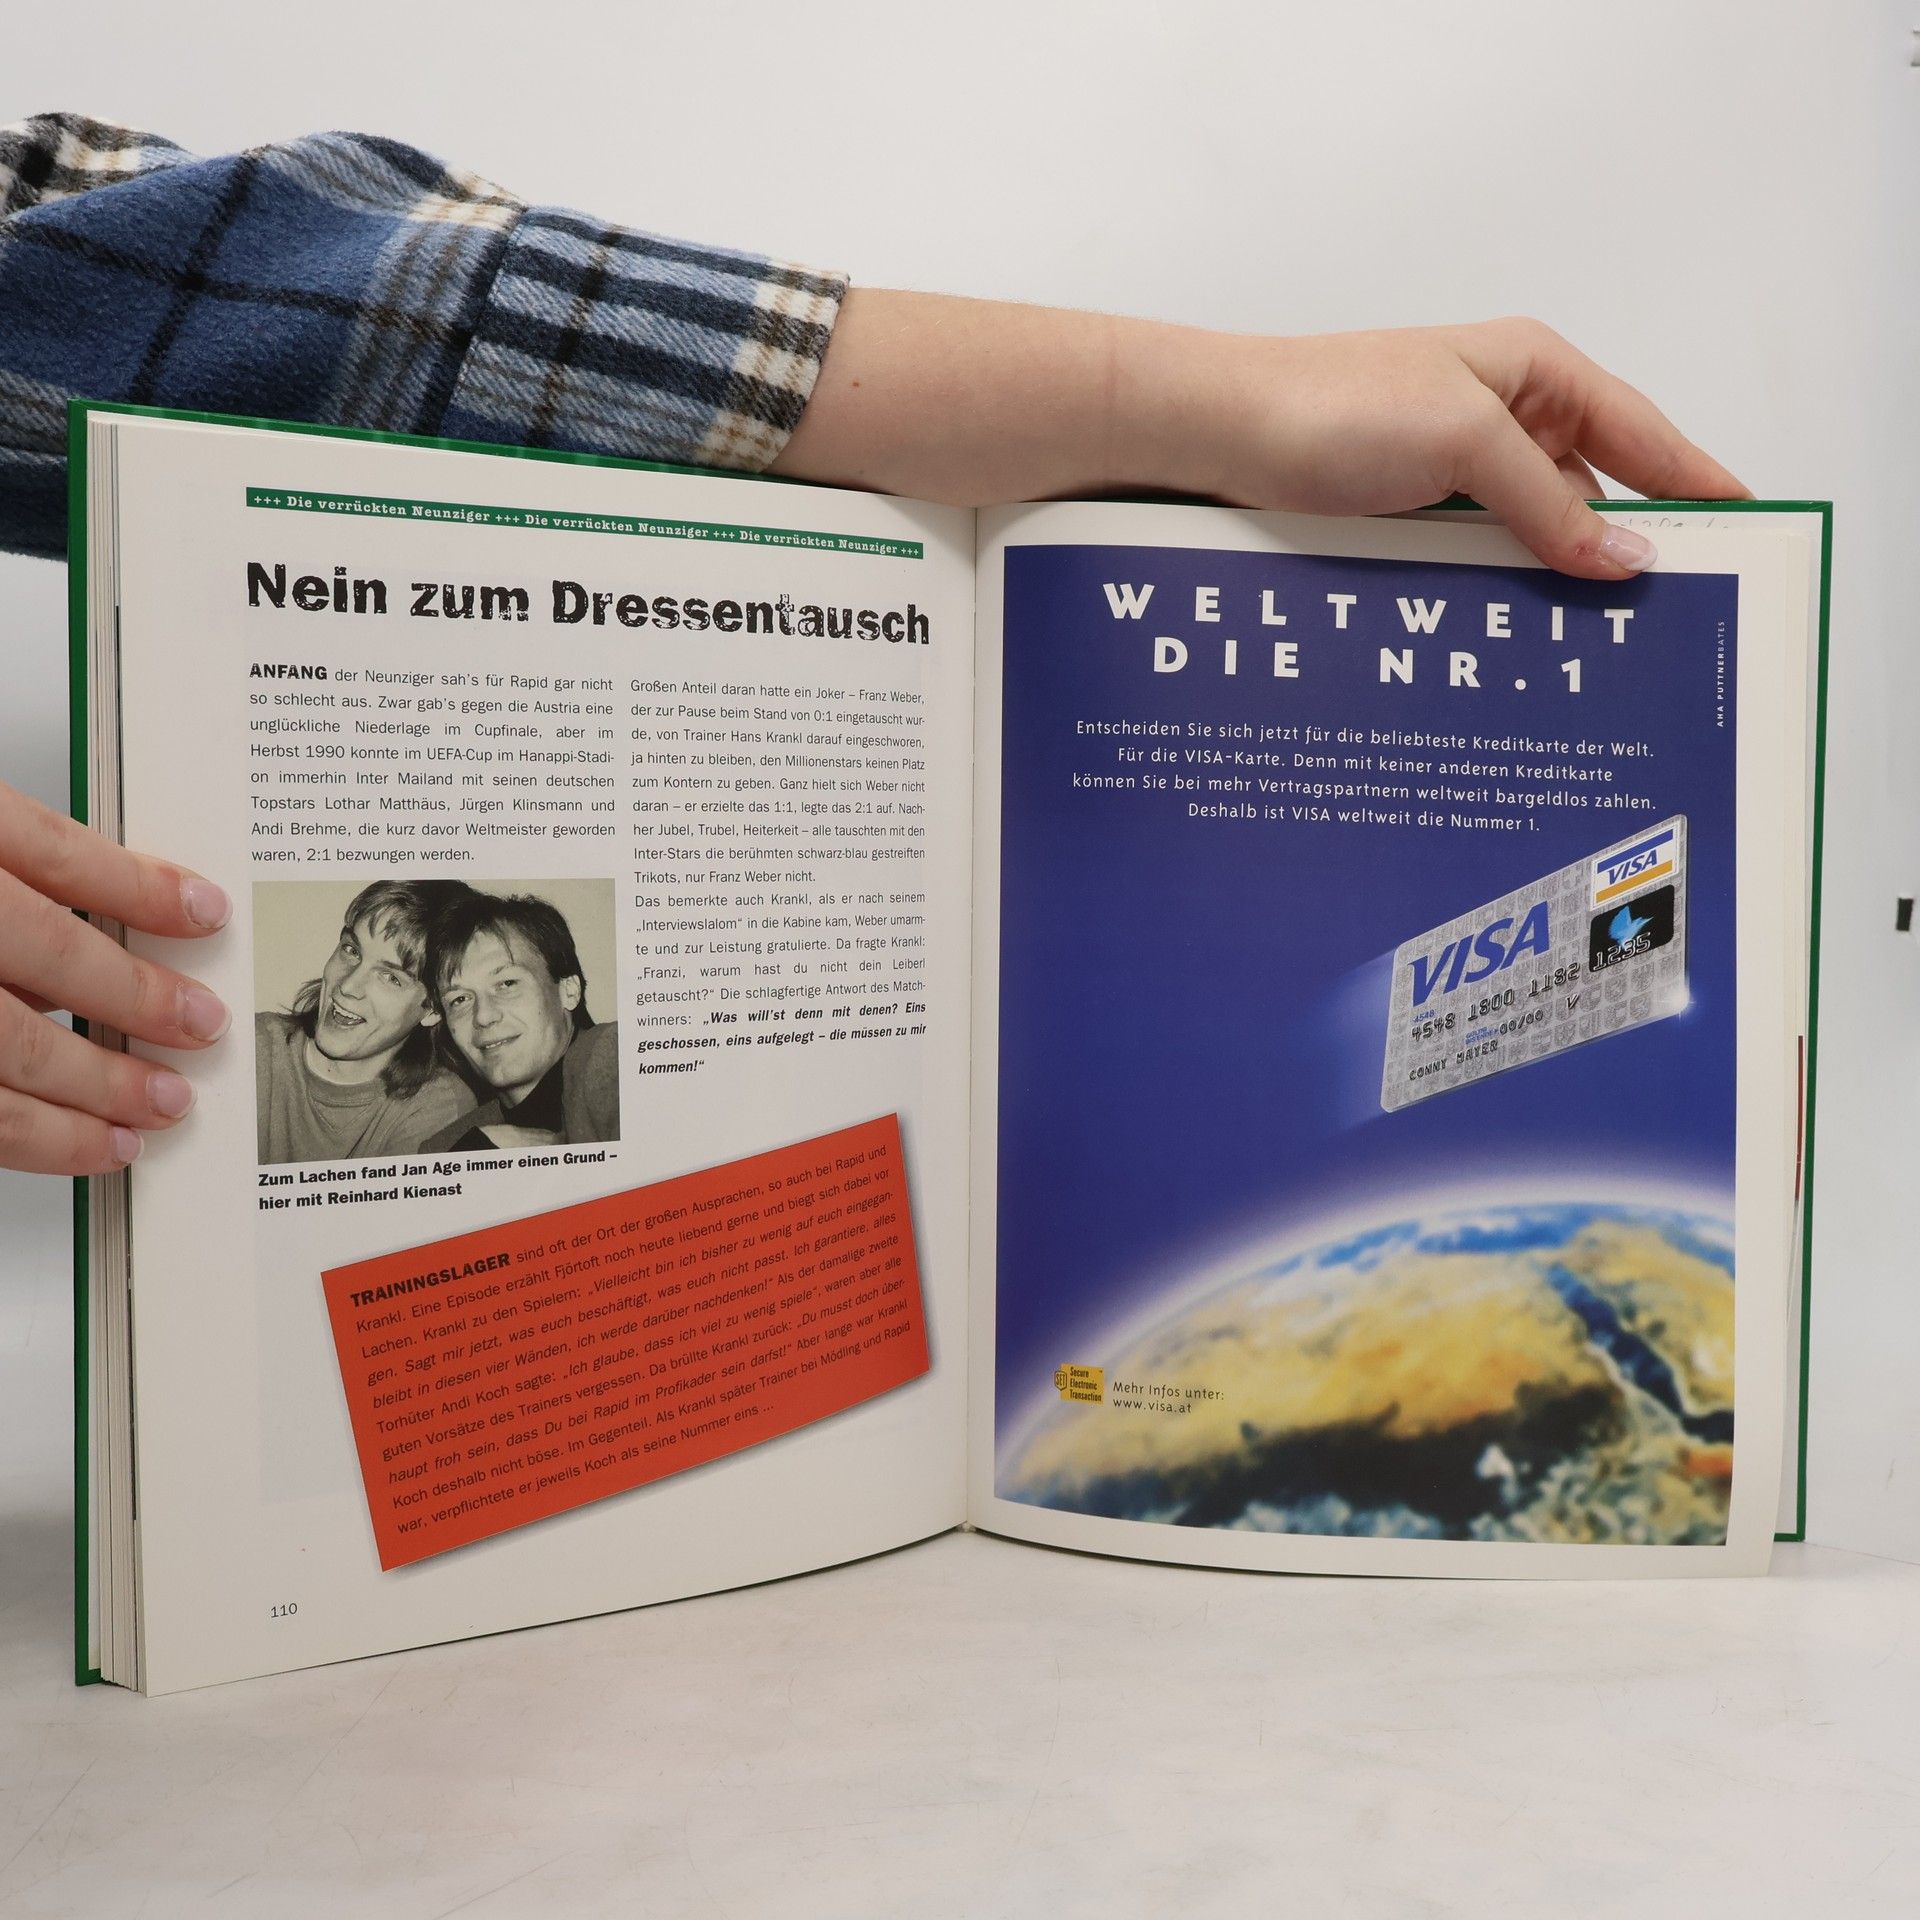 +++ Die verrückten Neunziger +++ Die verrückten Neunziger +++ Die verrückten Neunziger +++
Nein zum Dressentausch
ANFANG der Neunziger sah's für Rapid gar nicht
so schlecht aus. Zwar gab's gegen die Austria eine
unglückliche Niederlage im Cupfinale, aber im
Herbst 1990 konnte im UEFA-Cup im Hanappi-Stadi-
on immerhin Inter Mailand mit seinen deutschen
Topstars Lothar Matthäus, Jürgen Klinsmann und
Andi Brehme, die kurz davor Weltmeister geworden
waren, 2:1 bezwungen werden.
Zum Lachen fand Jan Age immer einen Grund –
hier mit Reinhard Kienast
Großen Anteil daran hatte ein Joker – Franz Weber,
der zur Pause beim Stand von 0:1 eingetauscht wur-
de, von Trainer Hans Krankl darauf eingeschworen,
ja hinten zu bleiben, den Millionenstars keinen Platz
zum Kontern zu geben. Ganz hielt sich Weber nicht
daran – er erzielte das 1:1, legte das 2:1 auf. Nach-
her Jubel, Trubel, Heiterkeit – alle tauschten mit den
Inter-Stars die berühmten schwarz-blau gestreiften
Trikots, nur Franz Weber nicht.
Das bemerkte auch Krankl, als er nach seinem
„Interviewslalom“ in die Kabine kam, Weber umarm-
te und zur Leistung gratulierte. Da fragte Krankl:
„Franzi, warum hast du nicht dein Leiberl
getauscht?“ Die schlagfertige Antwort des Match-
winners: „Was will'st denn mit denen? Eins
geschossen, eins aufgelegt – die müssen zu mir
kommen!“
TRAININGSLAGER sind oft der Ort der großen Ausprachen, so auch bei Rapid und
Krankl. Eine Episode erzählt Fjörtoft noch heute liebend gerne und biegt sich dabei vor
Lachen. Krankl zu den Spielern: „Vielleicht bin ich bisher zu wenig auf euch eingegan-
gen. Sagt mir jetzt, was euch beschäftigt, was euch nicht passt. Ich garantiere, alles
bleibt in diesen vier Wänden, ich werde darüber nachdenken!“ Als der damalige zweite
Torhüter Andi Koch sagte: „Ich glaube, dass ich viel zu wenig spiele“, waren aber alle
guten Vorsätze des Trainers vergessen. Da brüllte Krankl zurück: „Du musst doch über-
haupt froh sein, dass Du bei Rapid im Profikader sein darfst!“ Aber lange war Krankl
Koch deshalb nicht böse. Im Gegenteil. Als Krankl später Trainer bei Mödling und Rapid
war, verpflichtete er jeweils Koch als seine Nummer eins ...
110
WELTWEIT
DIE NR.1
AHA PUTTNERBATES
Entscheiden Sie sich jetzt für die beliebteste Kreditkarte der Welt.
Für die VISA-Karte. Denn mit keiner anderen Kreditkarte
können Sie bei mehr Vertragspartnern weltweit bargeldlos zahlen.
Deshalb ist VISA weltweit die Nummer 1.
VISA
VISA
4548 1800 1182 1235
4548
00/00 V
CONNY MAYER
SET
Secure
Electronic
Transaction
Mehr Infos unter:
www.visa.at